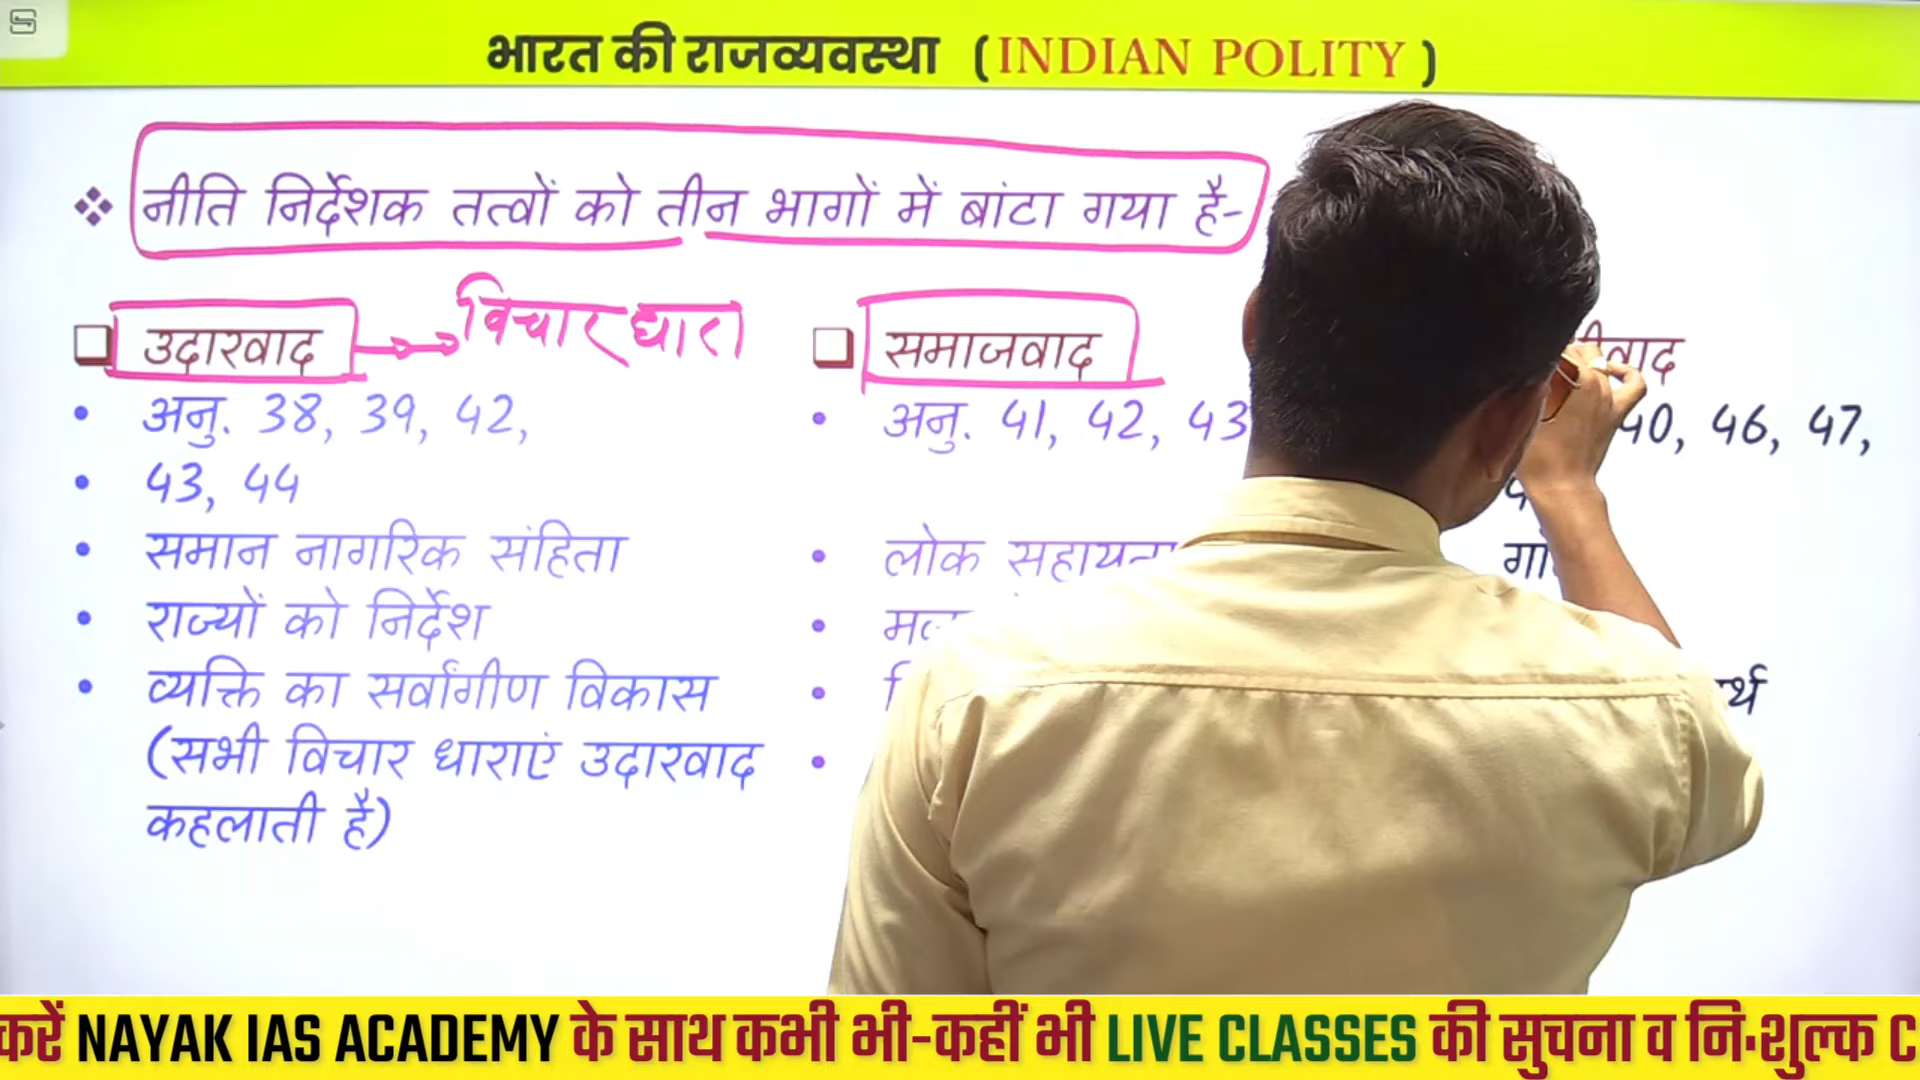 भारत की राजव्यवस्था (INDIAN POLITY)
❖ नीति निर्देशक तत्वों को तीन भागों में बांटा गया है-
उदारवाद
विचारधारा
• अनु. 38, 39, 42,
• 43, 44
• समान नागरिक संहिता
• राज्यों को निर्देश
• व्यक्ति का सर्वांगीण विकास
(सभी विचार धाराएं उदारवाद
कहलाती है)
समाजवाद
• अनु. 41, 42, 43
• लोक सहायता
40, 46, 47,
करें NAYAK IAS ACADEMY के साथ कभी भी-कहीं भी LIVE CLASSES की सुचना व नि:शुल्क C